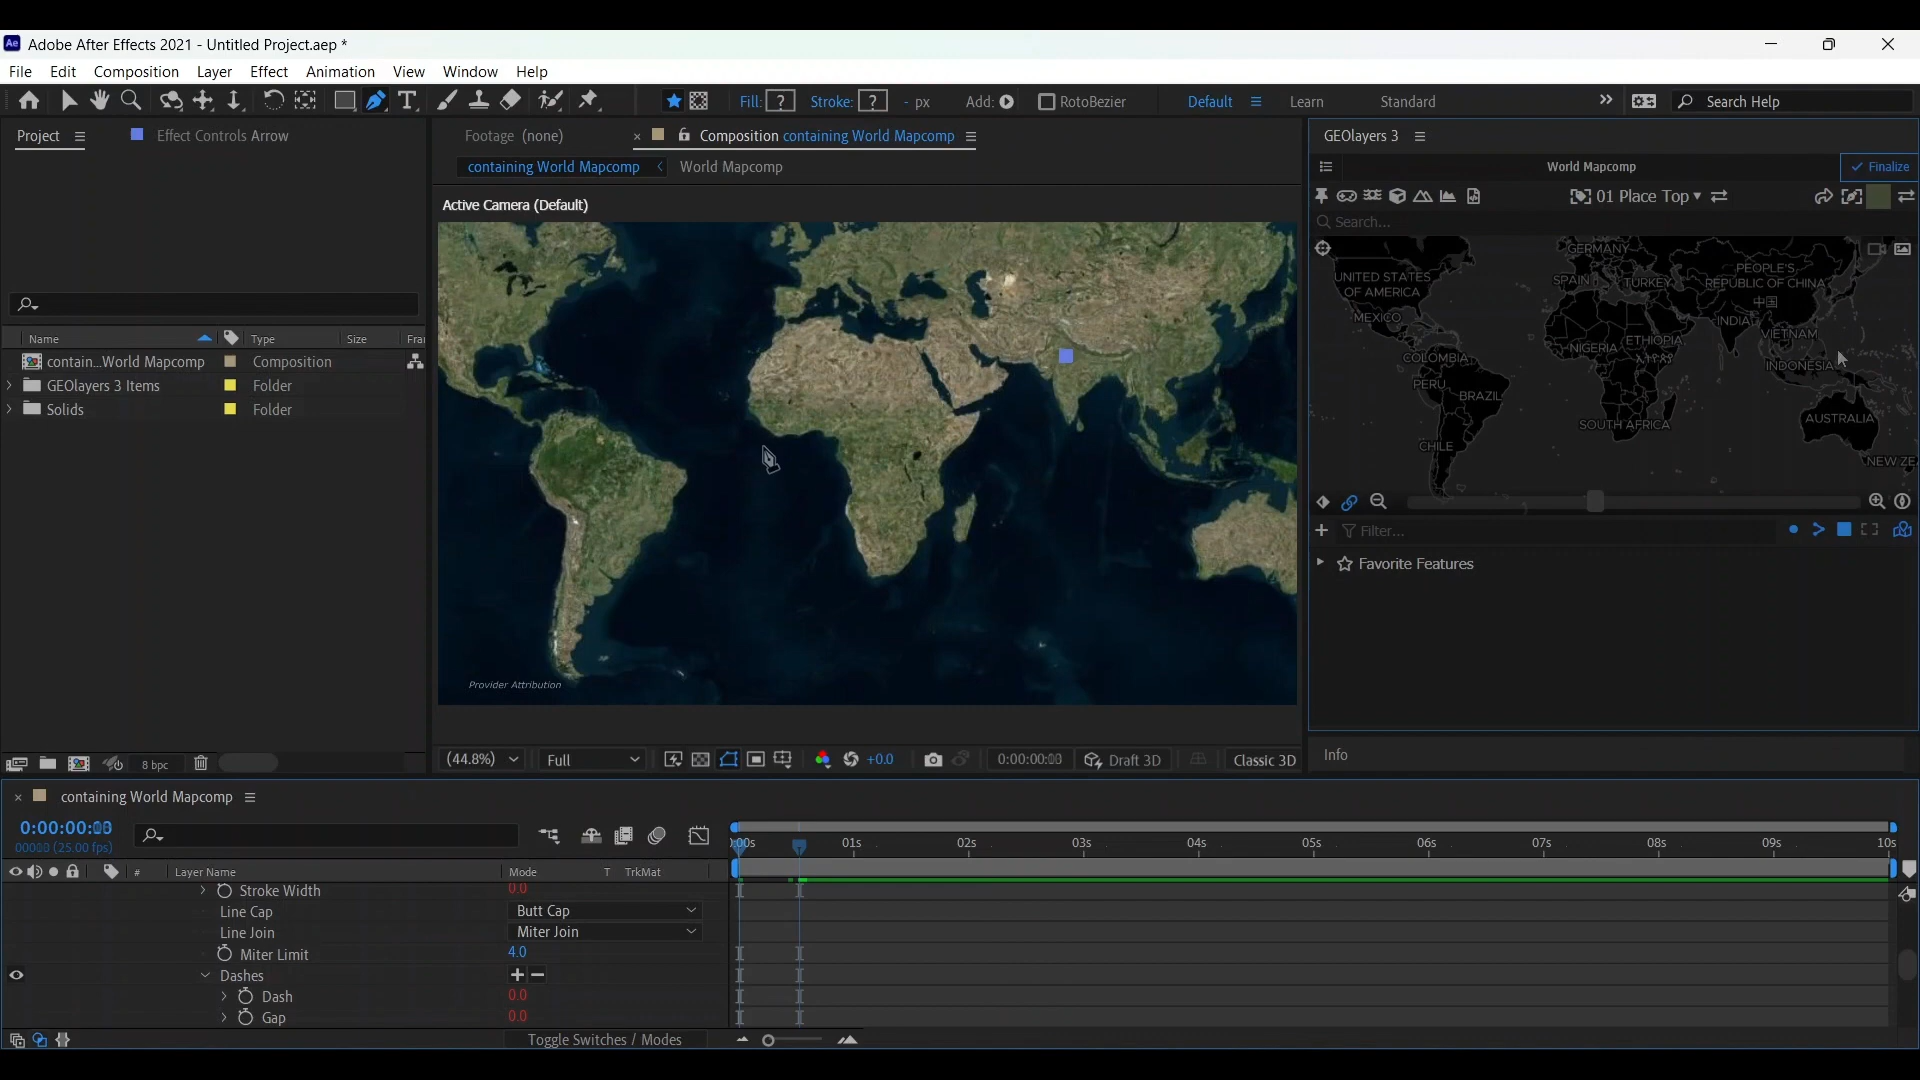 Ae Adobe After Effects 2021 - Untitled Project.aep *
File Edit Composition Layer Effect Animation View Window Help
T Fill: ? Stroke: ? - px Add: RotoBezier Default Learn Standard Search Help
Project Effect Controls Arrow
Footage (none) × Composition containing World Mapcomp
GEOlayers 3
containing World Mapcomp < World Mapcomp
World Mapcomp Finalize
Active Camera (Default)
01 Place Top
Search...
GERMANY
UNITED STATES
OF AMERICA
SPAIN
TURKEY
PEOPLE'S
REPUBLIC OF CHINA
中国
MEXICO
INDIA
VIETNAM
NIGERIA
ETHIOPIA
COLOMBIA
INDONESIA
PERU
BRAZIL
AUSTRALIA
SOUTH AFRICA
CHILE
NEW ZE
Name Type Size Fra
contain...World Mapcomp Composition
GEOlayers 3 Items Folder
Solids Folder
Filter...
Favorite Features
Provider Attribution
8 bpc
(44.8%) Full +0.0 0:00:00:00 Draft 3D Classic 3D
Info
× containing World Mapcomp
(25.00 fps)
:00s 01s 02s 03s 04s 05s 06s 07s 08s 09s 10s
# Layer Name Mode T TrkMat
Stroke Width 0.0
Line Cap Butt Cap
Line Join Miter Join
Miter Limit 4.0
Dashes + −
Dash 0.0
Gap 0.0
Toggle Switches / Modes